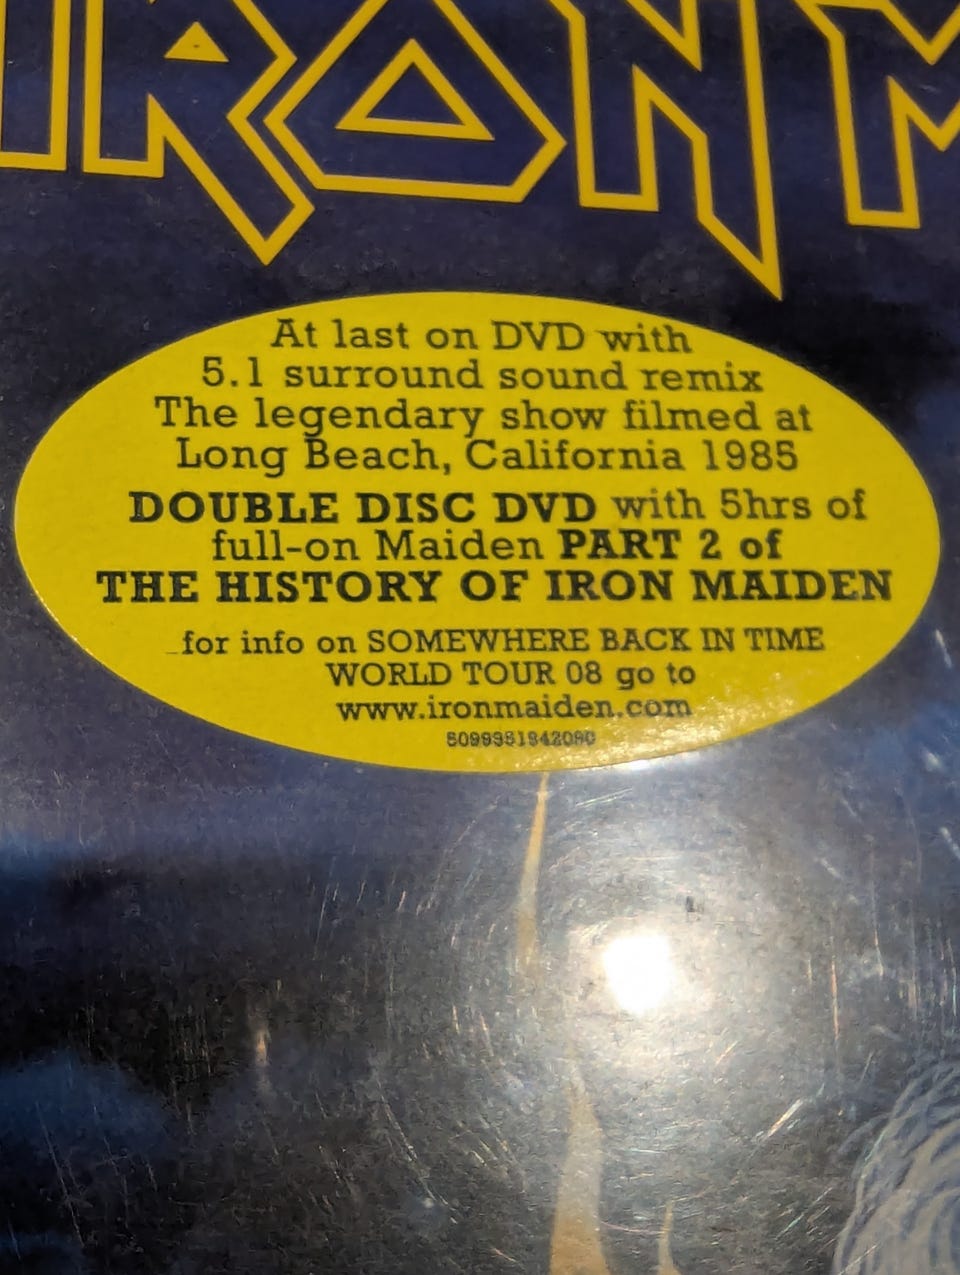 IRON M
At last on DVD with
5.1 surround sound remix
The legendary show filmed at
Long Beach, California 1985
DOUBLE DISC DVD with 5hrs of
full-on Maiden PART 2 of
THE HISTORY OF IRON MAIDEN
for info on SOMEWHERE BACK IN TIME
WORLD TOUR 08 go to
www.ironmaiden.com